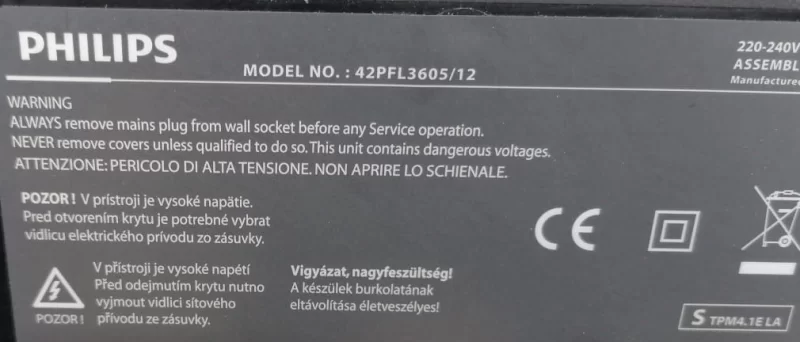 PHILIPS
MODEL NO. : 42PFL3605/12
220-240V
WARNING
ALWAYS remove mains plug from wall socket before any Service operation.
NEVER remove covers unless qualified to do so. This unit contains dangerous voltages.
ATTENZIONE: PERICOLO DI ALTA TENSIONE. NON APRIRE LO SCHIENALE.
POZOR ! V prístroji je vysoké napätie.
Pred otvorením krytu je potrebné vybrat
vidlicu elektrického prívodu zo zásuvky.
CE
V přístroji je vysoké napětí
Před odejmutím krytu nutno
vyjmout vidlici síťového
přívodu ze zásuvky.
POZOR !
Vigyázat, nagyfeszültség!
A készülek burkolatának
eltávolítása életveszélyes!
S TPM4.1E LA